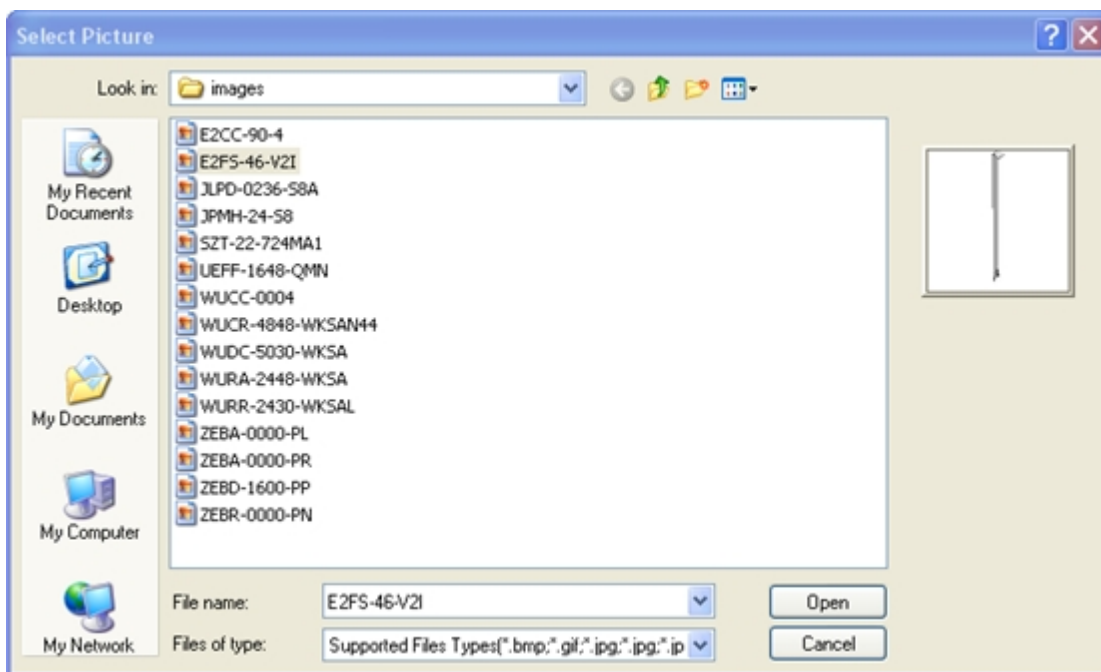 Select Picture
Look in:
images
My Recent
Documents
Desktop
My Documents
My Computer
My Network
E2CC-90-4
E2FS-46-V2I
JLPD-0236-S8A
JPMH-24-S8
SZT-22-724MA1
UEFF-1648-QMN
WUCC-0004
WUCR-4848-WKSAN44
WUDC-5030-WKSA
WURA-2448-WKSA
WURR-2430-WKSAL
ZEBA-0000-PL
ZEBA-0000-PR
ZEBD-1600-PP
ZEBR-0000-PN
File name:
E2FS-46-V2I
Open
Files of type:
Supported Files Types(*.bmp;*.gif;*.jpg;*.jpg;*.jp
Cancel